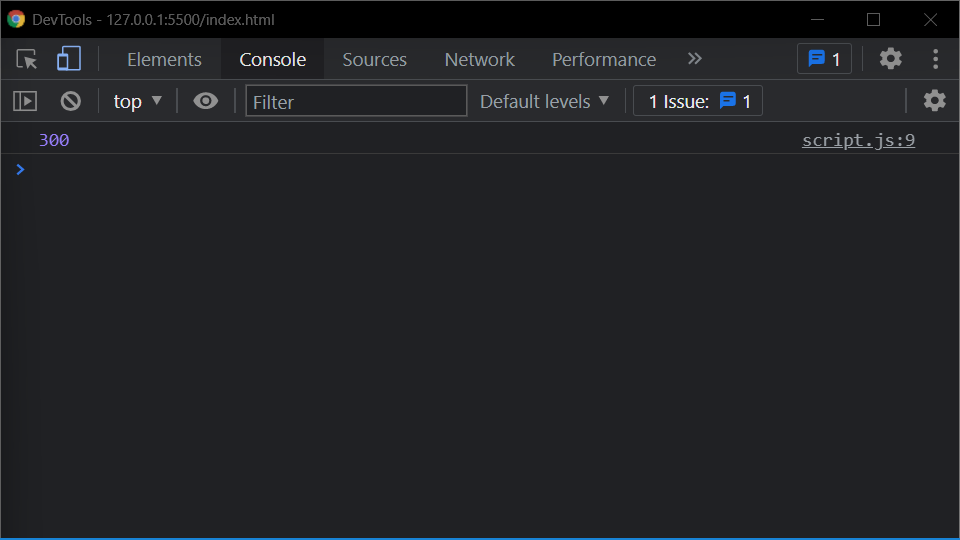 DevTools - 127.0.0.1:5500/index.html
Elements Console Sources Network Performance 1
top Filter Default levels 1 Issue: 1
300 script.js:9